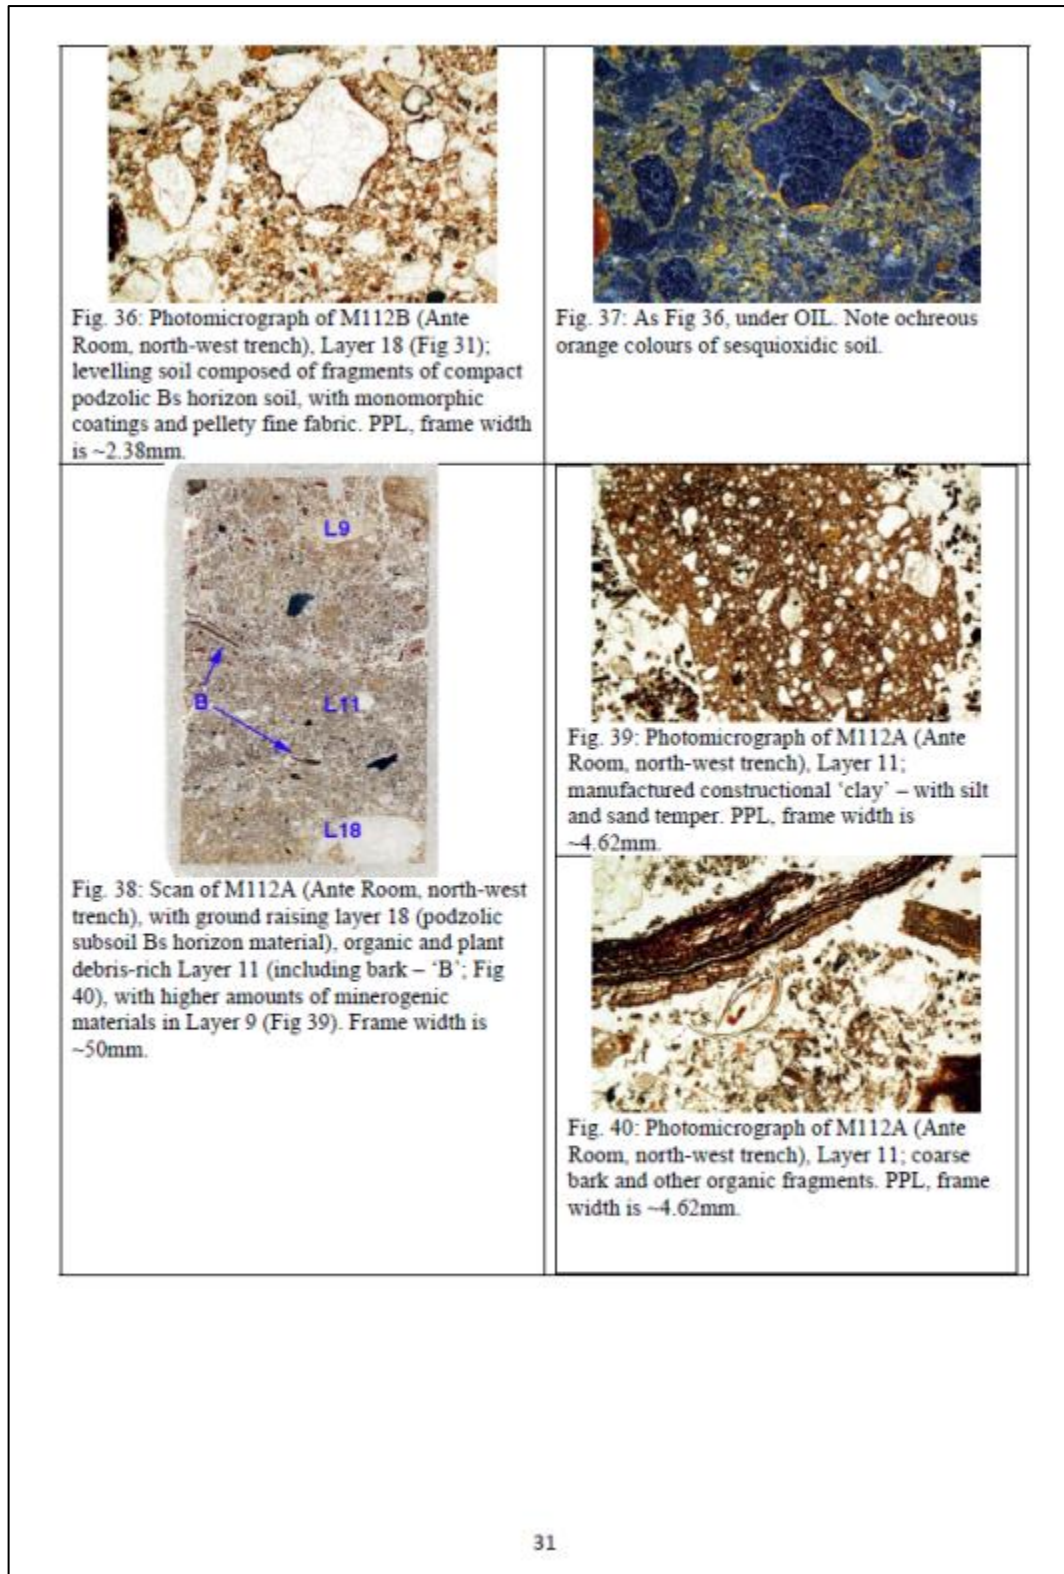 Fig. 36: Photomicrograph of M112B (Ante
Room, north-west trench), Layer 18 (Fig 31);
levelling soil composed of fragments of compact
podzolic Bs horizon soil, with monomorphic
coatings and pellety fine fabric. PPL, frame width
is ~2.38mm.
Fig. 37: As Fig 36, under OIL. Note ochreous
orange colours of sesquioxidic soil.
L9
B
L11
L18
Fig. 38: Scan of M112A (Ante Room, north-west
trench), with ground raising layer 18 (podzolic
subsoil Bs horizon material), organic and plant
debris-rich Layer 11 (including bark – ‘B’; Fig
40), with higher amounts of minerogenic
materials in Layer 9 (Fig 39). Frame width is
~50mm.
Fig. 39: Photomicrograph of M112A (Ante
Room, north-west trench), Layer 11;
manufactured constructional ‘clay’ – with silt
and sand temper. PPL, frame width is
~4.62mm.
Fig. 40: Photomicrograph of M112A (Ante
Room, north-west trench), Layer 11; coarse
bark and other organic fragments. PPL, frame
width is ~4.62mm.
31